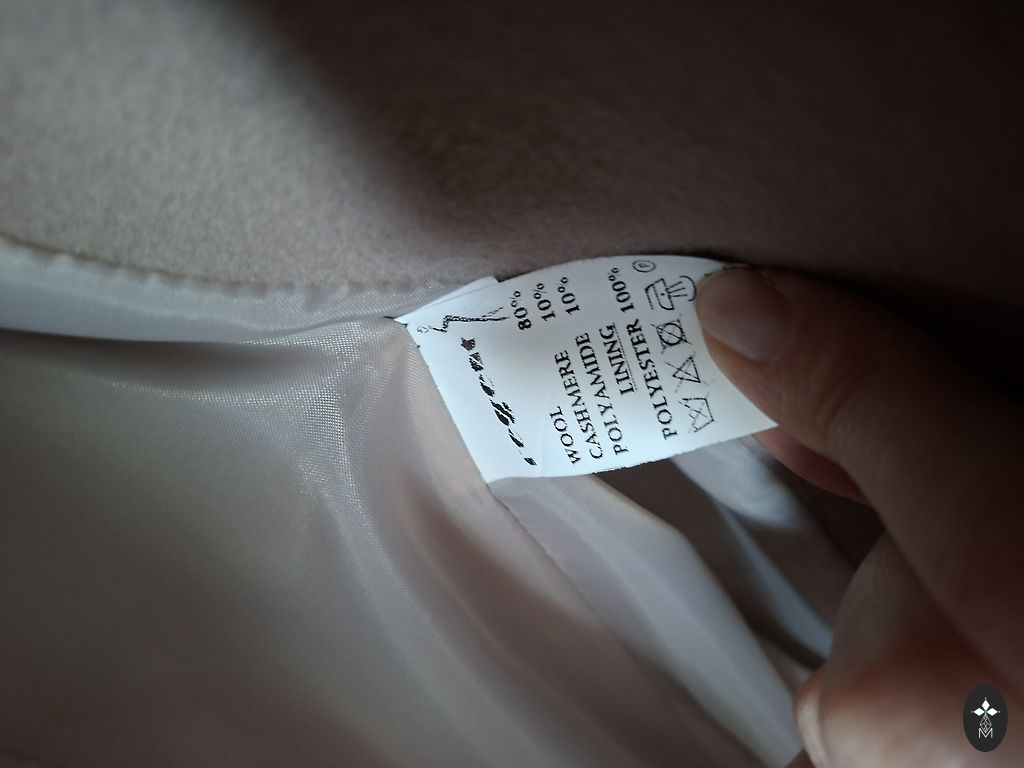 WOOL 80%
CASHMERE 10%
POLYAMIDE 10%
LINING
POLYESTER 100%
P
M